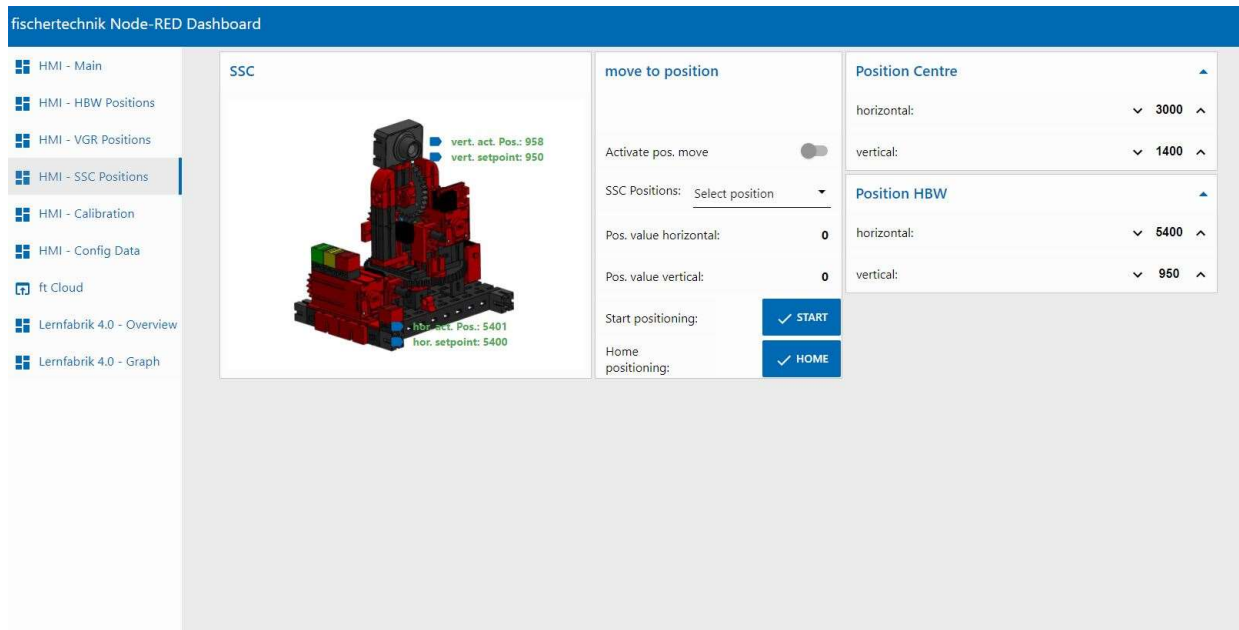 fischertechnik Node-RED Dashboard
HMI - Main
HMI - HBW Positions
HMI - VGR Positions
HMI - SSC Positions
HMI - Calibration
HMI - Config Data
ft Cloud
Lernfabrik 4.0 - Overview
Lernfabrik 4.0 - Graph
SSC
vert. act. Pos.: 958
vert. setpoint: 950
hor. act. Pos.: 5401
hor. setpoint: 5400
move to position
Activate pos. move
SSC Positions: Select position
Pos. value horizontal: 0
Pos. value vertical: 0
Start positioning: START
Home
positioning: HOME
Position Centre
horizontal: 3000
vertical: 1400
Position HBW
horizontal: 5400
vertical: 950